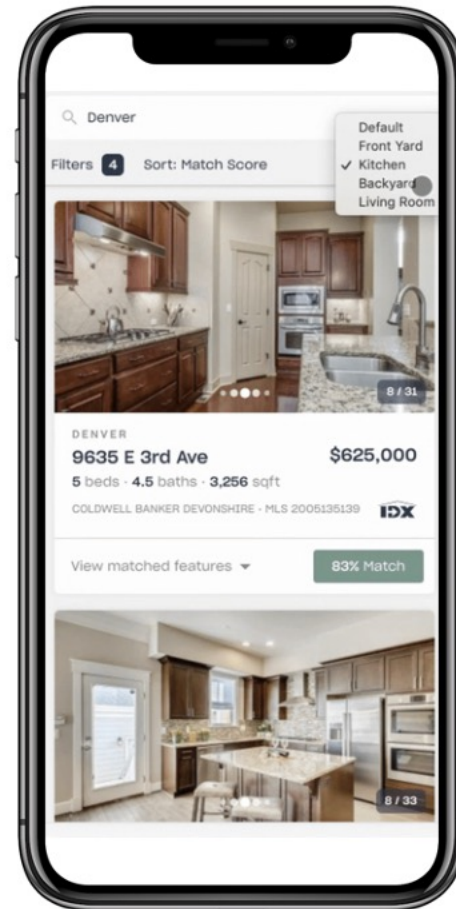 Denver
Default
Front Yard
✓ Kitchen
Backyard
Living Room
Filters 4 Sort: Match Score
8 / 31
DENVER
9635 E 3rd Ave $625,000
5 beds · 4.5 baths · 3,256 sqft
COLDWELL BANKER DEVONSHIRE · MLS 2005135139 IDX
View matched features 83% Match
8 / 33